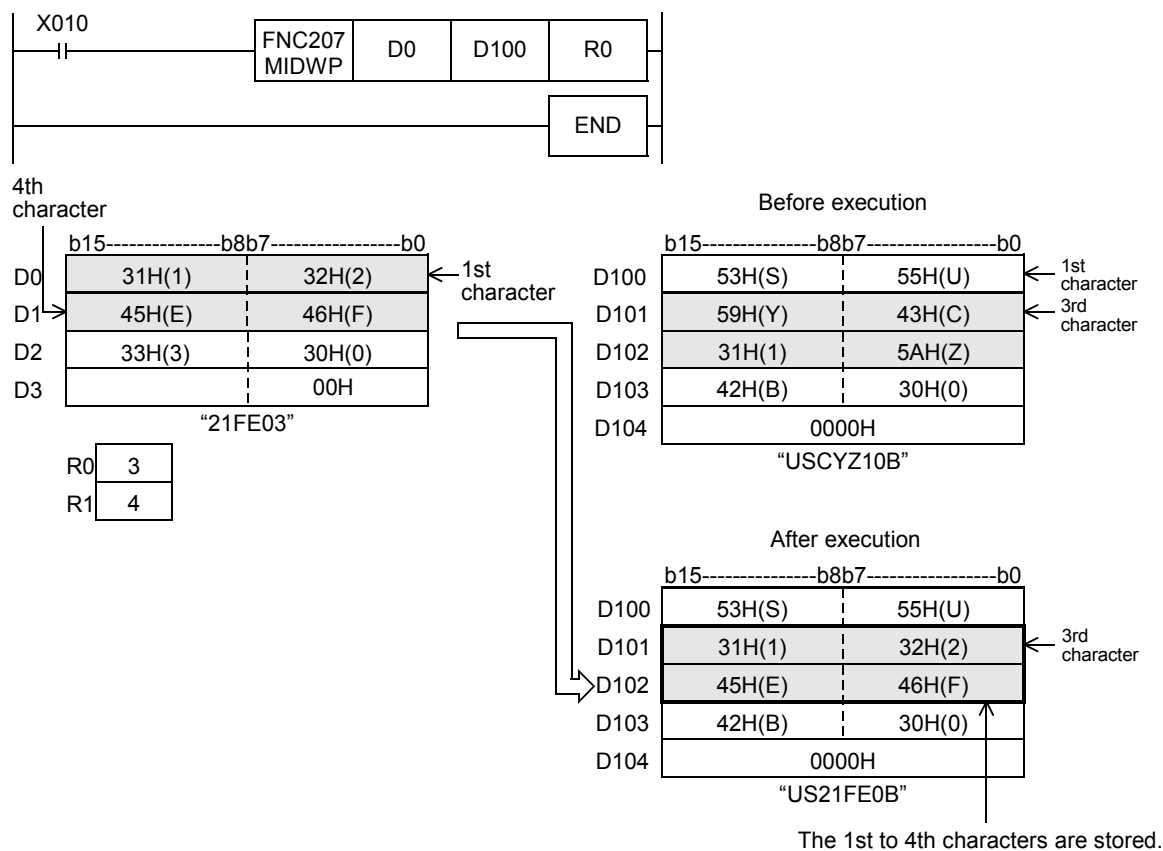 X010
FNC207
MIDWP
D0
D100
R0
END
4th
character
b15----------------b8b7------------------b0
D0 31H(1) 32H(2)
1st
character
D1 45H(E) 46H(F)
D2 33H(3) 30H(0)
D3 00H
“21FE03”
R0 3
R1 4
Before execution
b15----------------b8b7------------------b0
D100 53H(S) 55H(U)
1st
character
D101 59H(Y) 43H(C)
3rd
character
D102 31H(1) 5AH(Z)
D103 42H(B) 30H(0)
D104 0000H
“USCYZ10B”
After execution
b15----------------b8b7------------------b0
D100 53H(S) 55H(U)
D101 31H(1) 32H(2)
3rd
character
D102 45H(E) 46H(F)
D103 42H(B) 30H(0)
D104 0000H
“US21FE0B”
The 1st to 4th characters are stored.